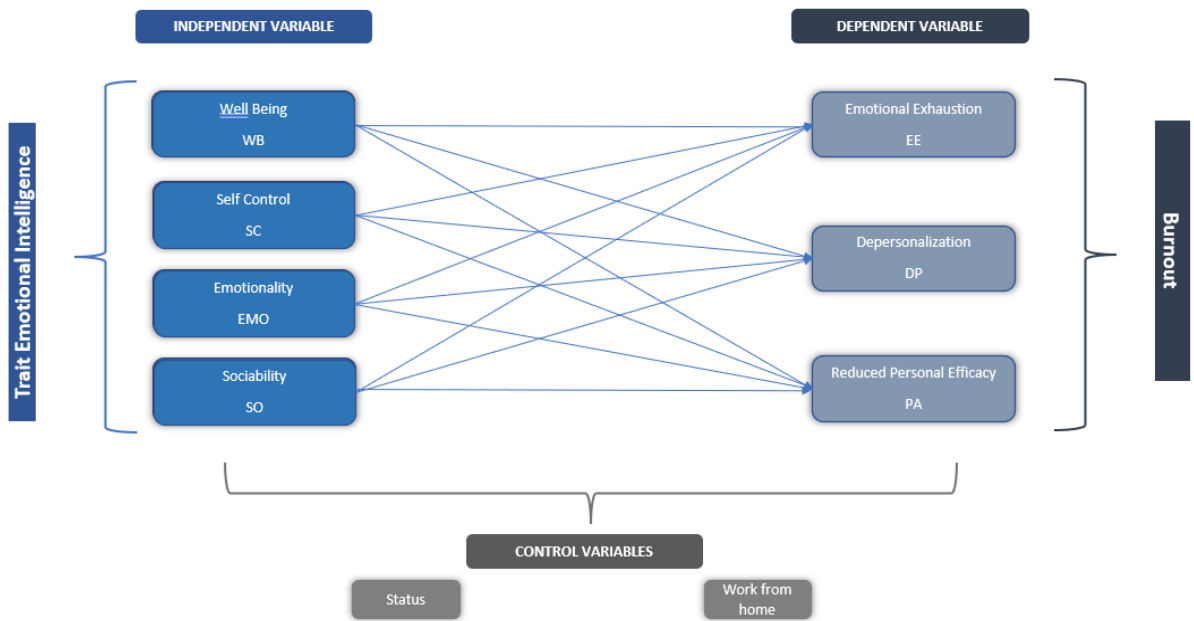 INDEPENDENT VARIABLE
DEPENDENT VARIABLE
Trait Emotional Intelligence
Well Being
WB
Self Control
SC
Emotionality
EMO
Sociability
SO
Emotional Exhaustion
EE
Depersonalization
DP
Reduced Personal Efficacy
PA
Burnout
CONTROL VARIABLES
Status
Work from
home